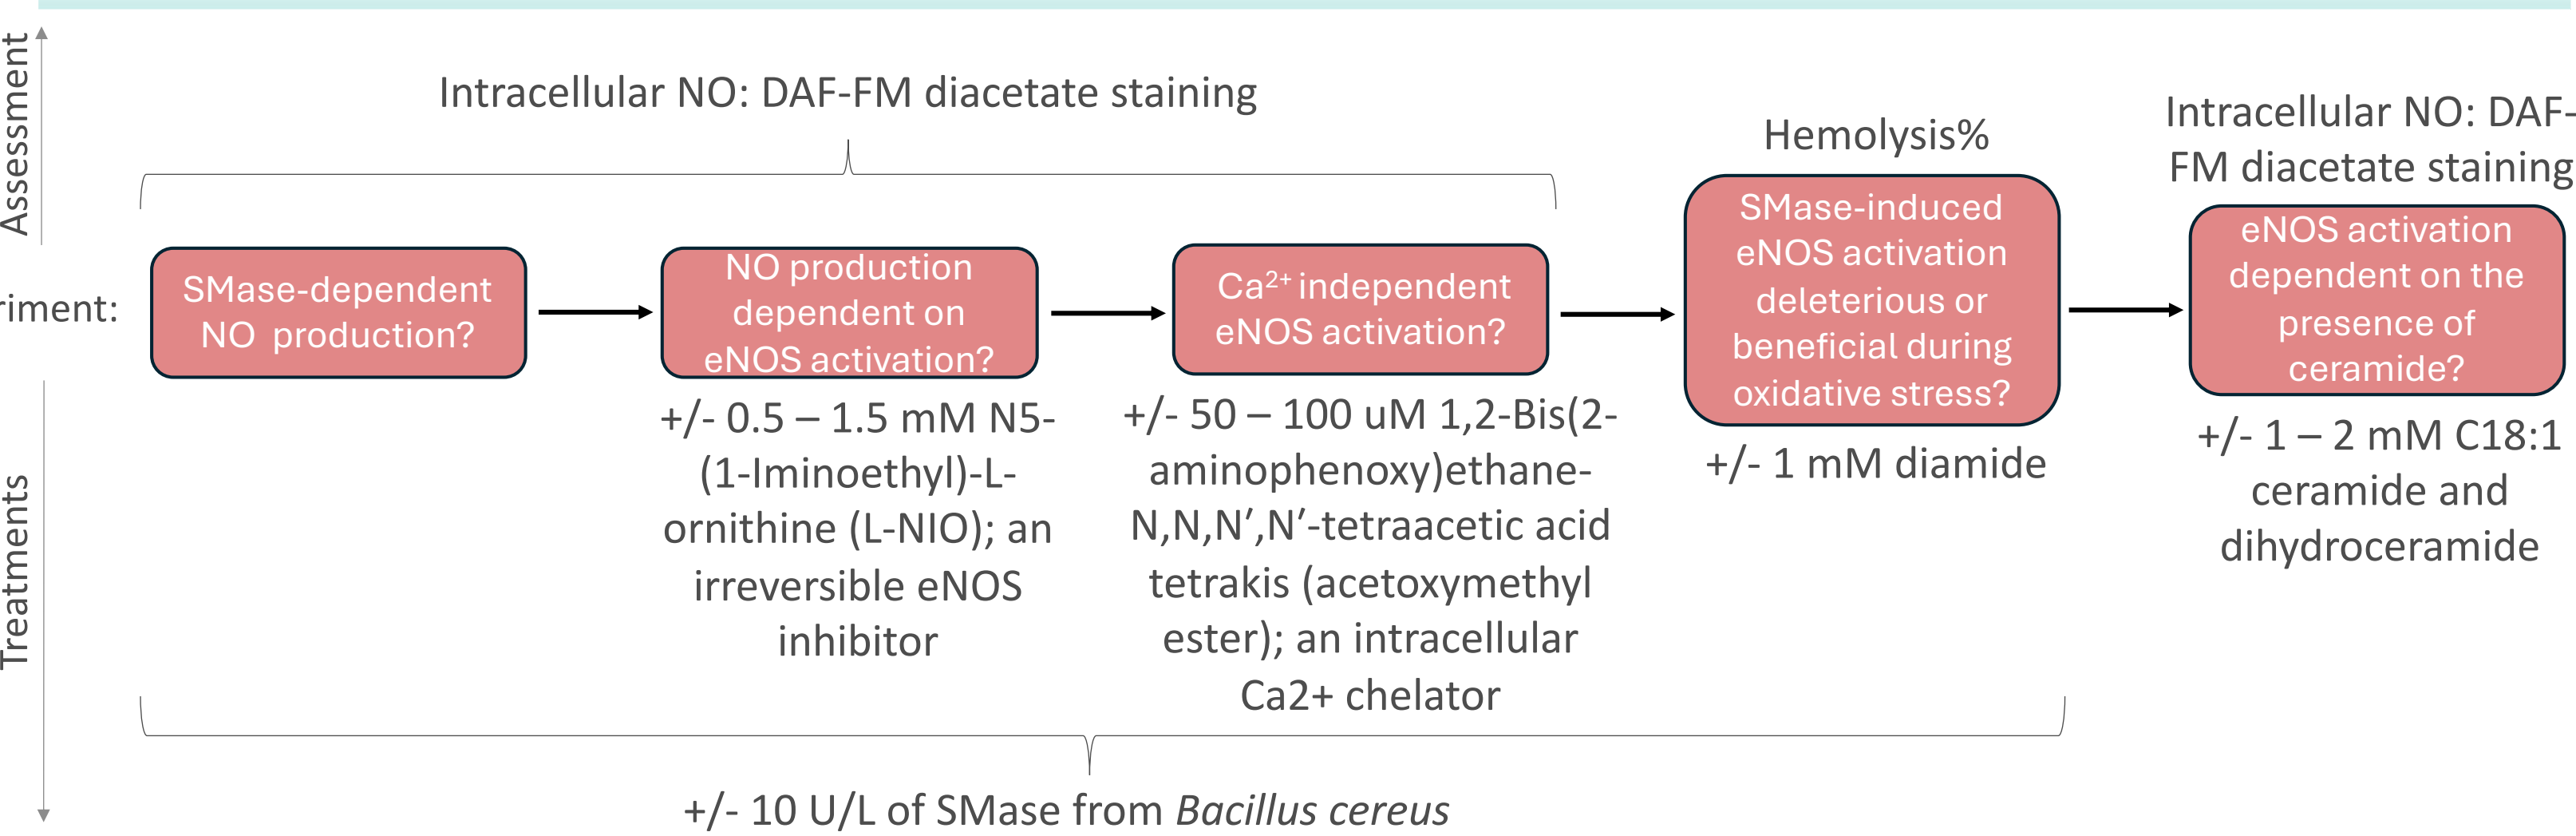 Assessment
Intracellular NO: DAF-FM diacetate staining
Hemolysis%
Intracellular NO: DAF-
FM diacetate staining
riment:
SMase-dependent
NO production?
NO production
dependent on
eNOS activation?
Ca²⁺ independent
eNOS activation?
SMase-induced
eNOS activation
deleterious or
beneficial during
oxidative stress?
eNOS activation
dependent on the
presence of
ceramide?
Treatments
+/- 0.5 – 1.5 mM N5-
(1-Iminoethyl)-L-
ornithine (L-NIO); an
irreversible eNOS
inhibitor
+/- 50 – 100 uM 1,2-Bis(2-
aminophenoxy)ethane-
N,N,N′,N′-tetraacetic acid
tetrakis (acetoxymethyl
ester); an intracellular
Ca2+ chelator
+/- 1 mM diamide
+/- 1 – 2 mM C18:1
ceramide and
dihydroceramide
+/- 10 U/L of SMase from Bacillus cereus